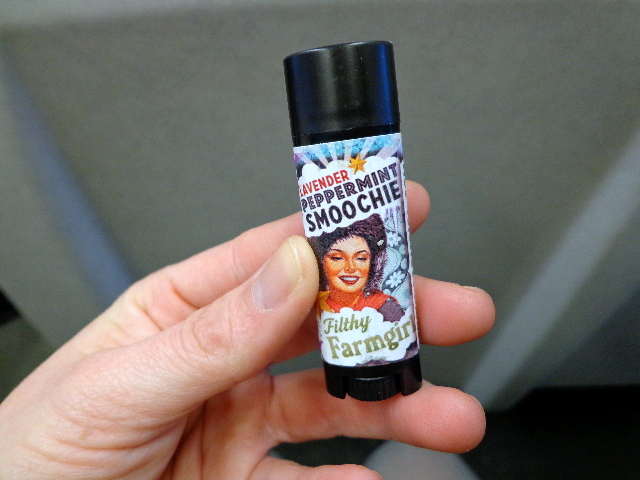 LAVENDER
PEPPERMINT
SMOOCHIE
Filthy
Farmgirl